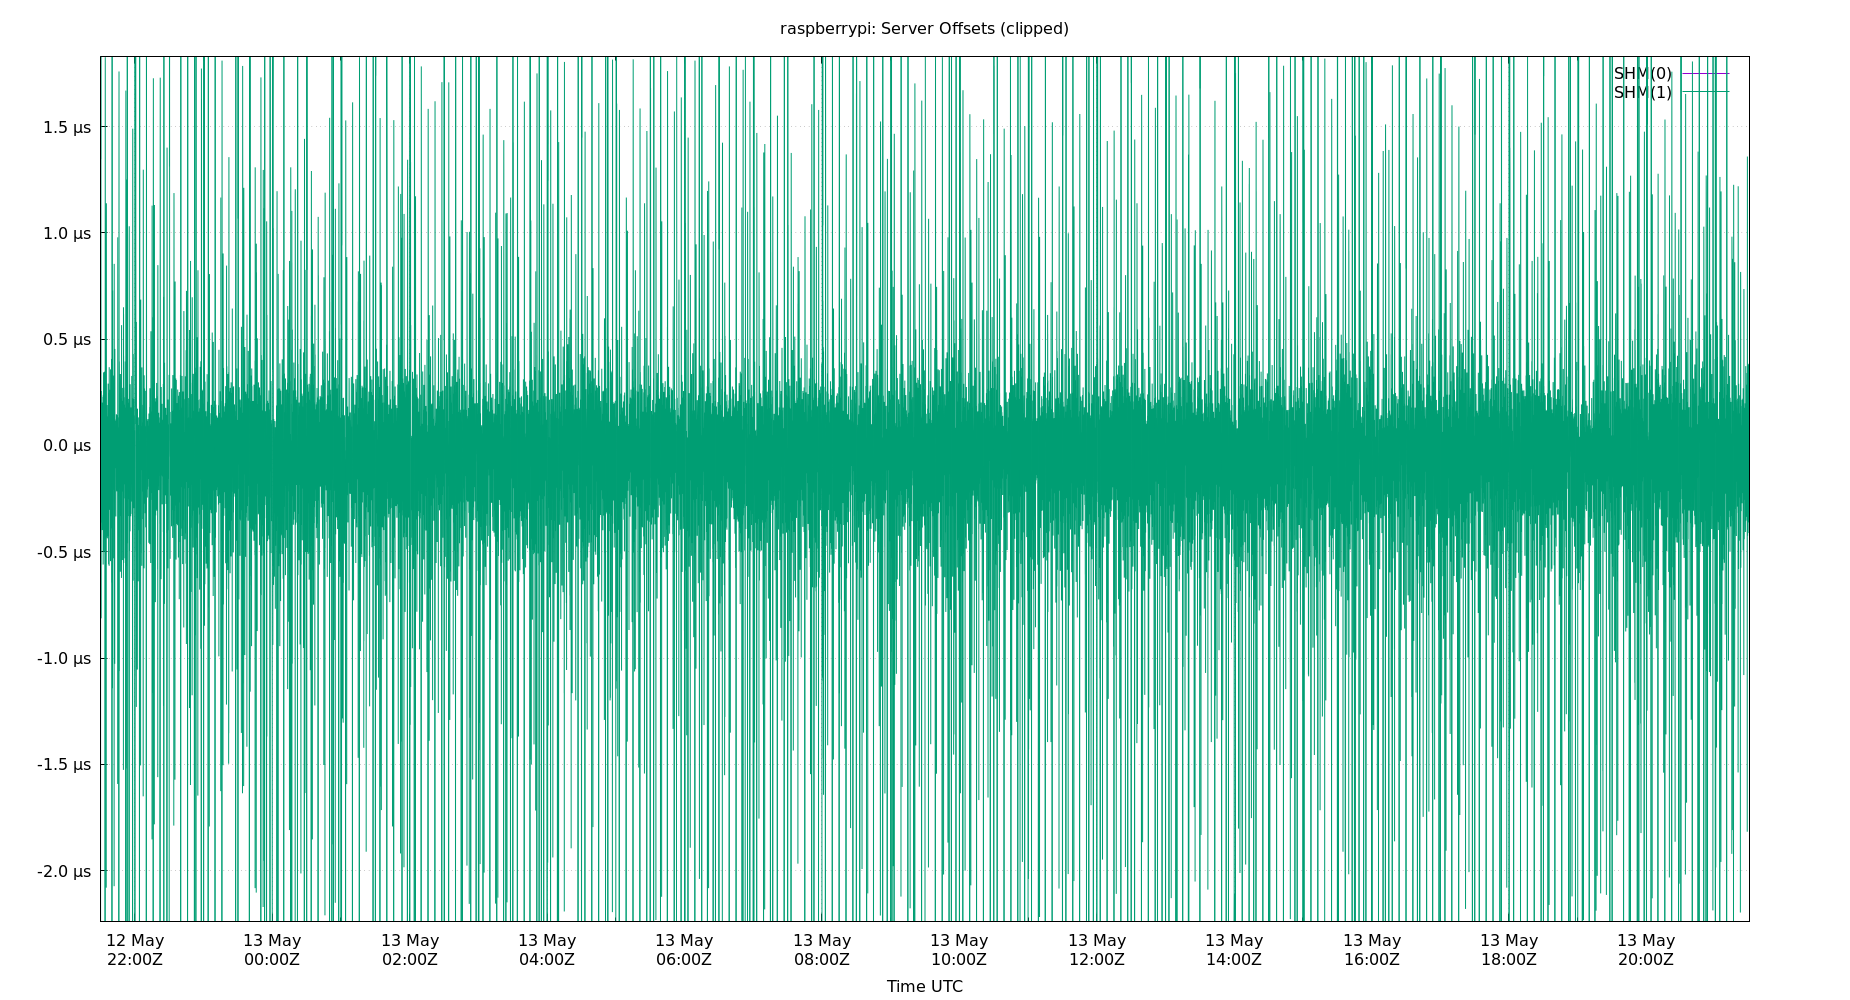 raspberrypi: Server Offsets (clipped)
SHM(0)
SHM(1)
1.5 µs
1.0 µs
0.5 µs
0.0 µs
-0.5 µs
-1.0 µs
-1.5 µs
-2.0 µs
12 May 13 May 13 May 13 May 13 May 13 May 13 May 13 May 13 May 13 May 13 May 13 May
22:00Z 00:00Z 02:00Z 04:00Z 06:00Z 08:00Z 10:00Z 12:00Z 14:00Z 16:00Z 18:00Z 20:00Z
Time UTC